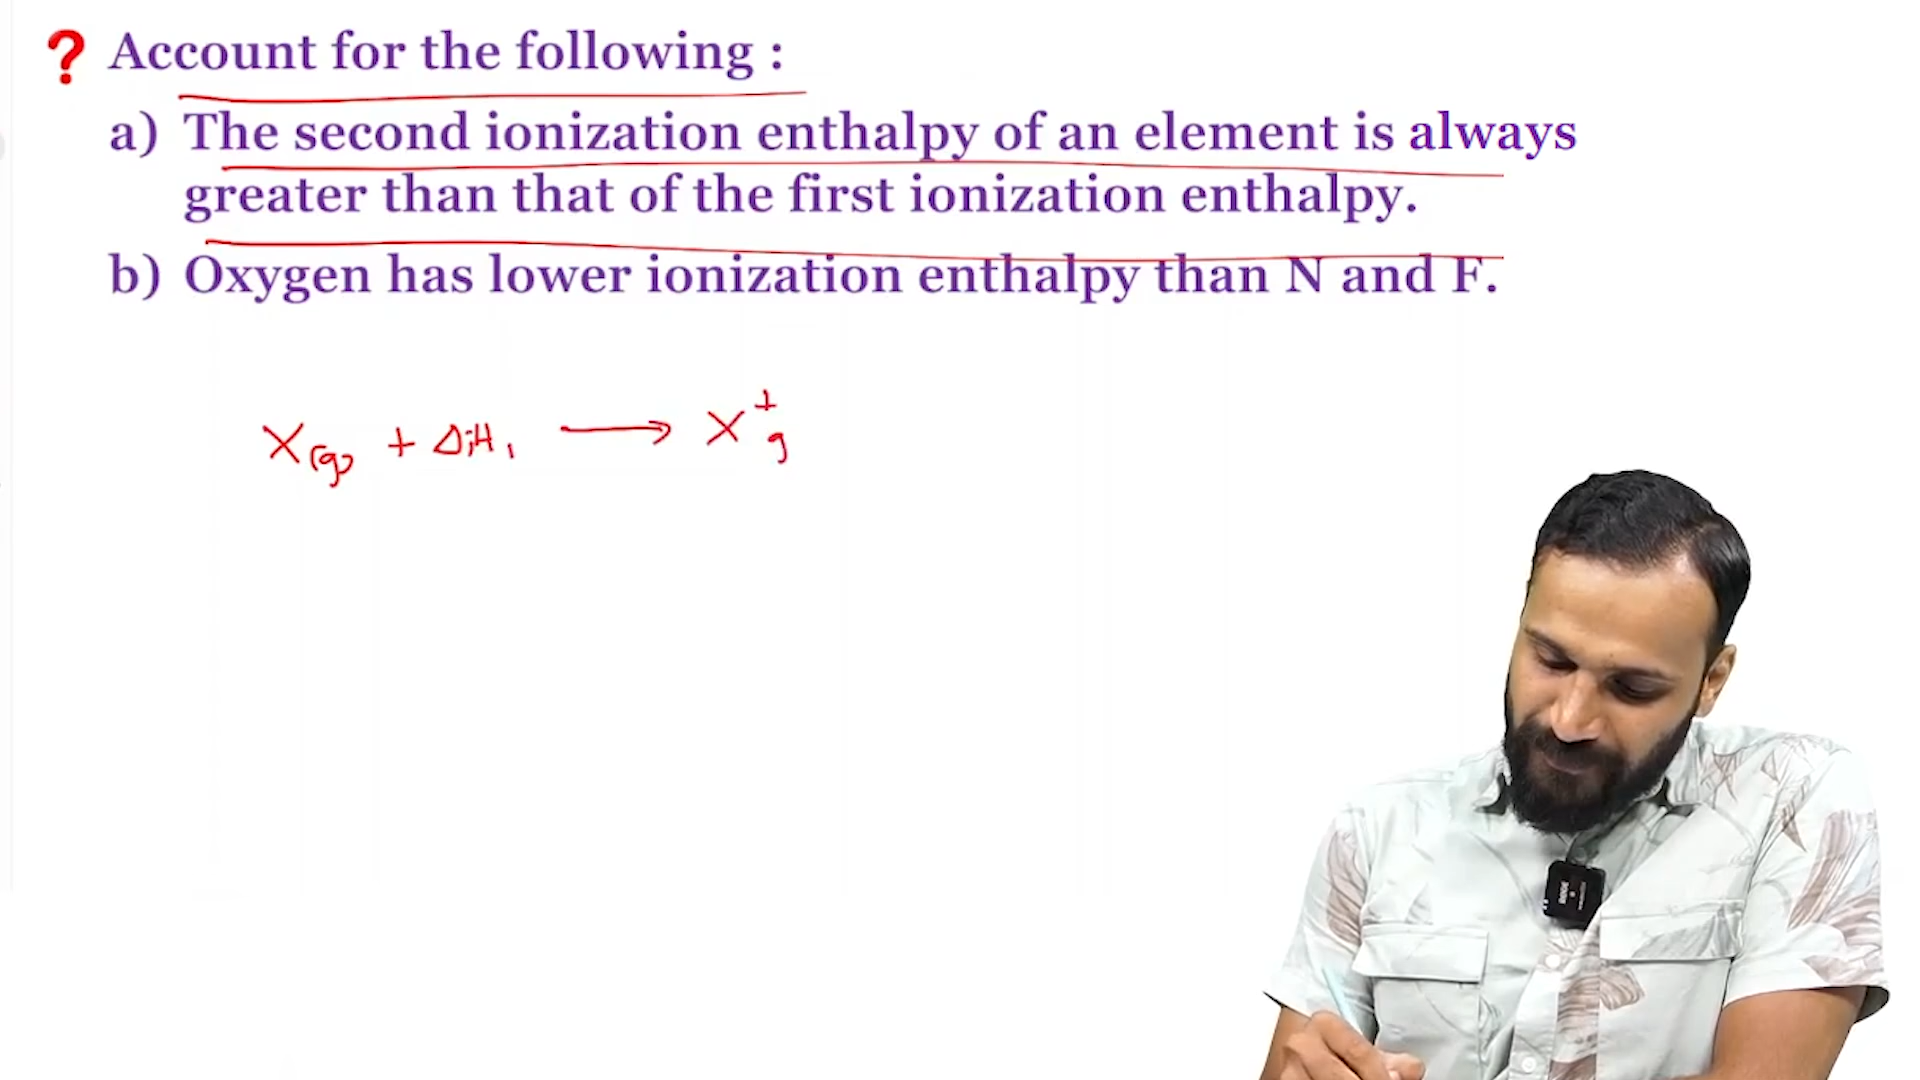 ❓ Account for the following :
a) The second ionization enthalpy of an element is always
greater than that of the first ionization enthalpy.
b) Oxygen has lower ionization enthalpy than N and F.
X(g) + ΔiH₁ ⟶ X⁺g